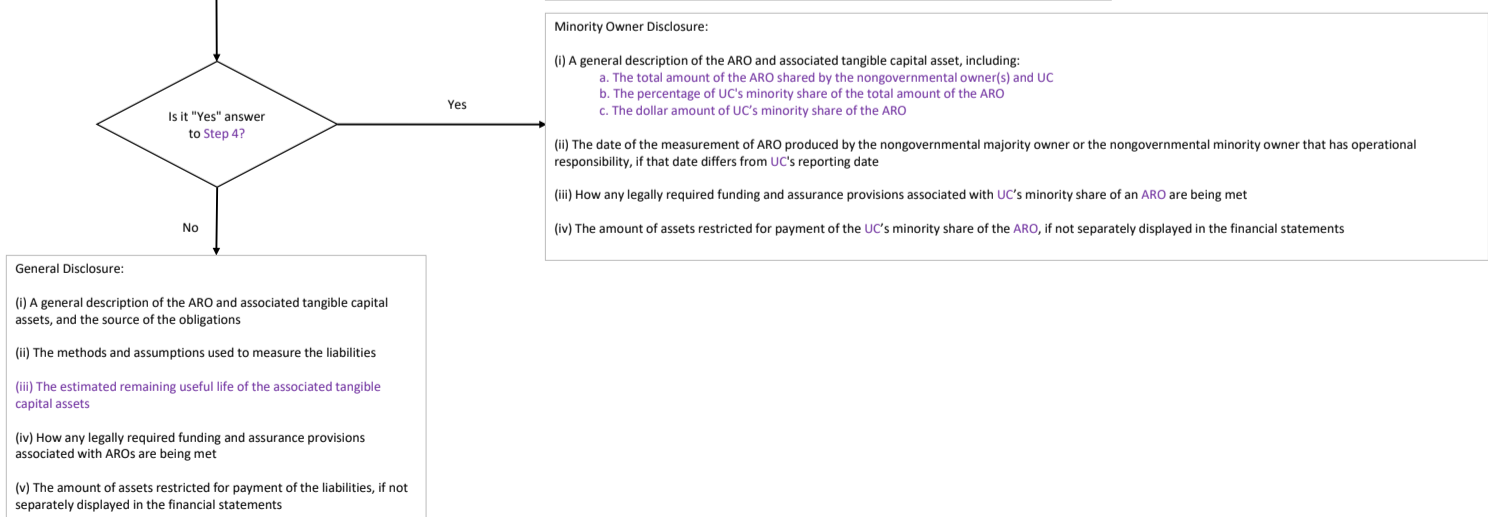 Minority Owner Disclosure:
(i) A general description of the ARO and associated tangible capital asset, including:
a. The total amount of the ARO shared by the nongovernmental owner(s) and UC
b. The percentage of UC's minority share of the total amount of the ARO
c. The dollar amount of UC's minority share of the ARO
(ii) The date of the measurement of ARO produced by the nongovernmental majority owner or the nongovernmental minority owner that has operational
responsibility, if that date differs from UC's reporting date
(iii) How any legally required funding and assurance provisions associated with UC's minority share of an ARO are being met
(iv) The amount of assets restricted for payment of the UC's minority share of the ARO, if not separately displayed in the financial statements
Is it "Yes" answer
to Step 4?
Yes
No
General Disclosure:
(i) A general description of the ARO and associated tangible capital
assets, and the source of the obligations
(ii) The methods and assumptions used to measure the liabilities
(iii) The estimated remaining useful life of the associated tangible
capital assets
(iv) How any legally required funding and assurance provisions
associated with AROs are being met
(v) The amount of assets restricted for payment of the liabilities, if not
separately displayed in the financial statements